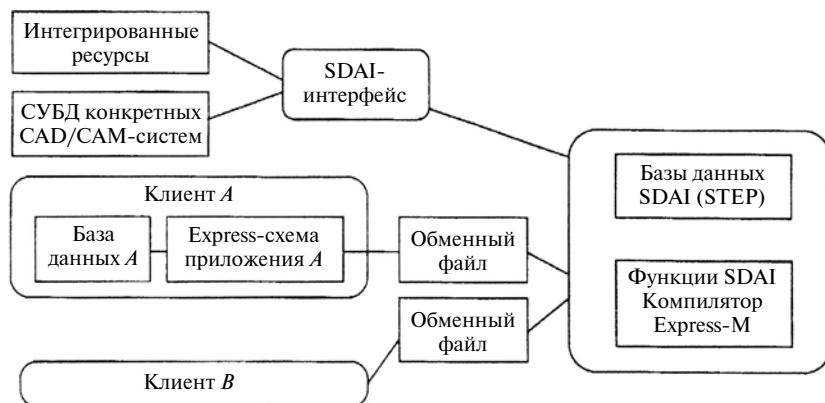 Интегрированные
ресурсы
SDAI-
интерфейс
СУБД конкретных
CAD/CAM-систем
Базы данных
SDAI (STEP)
Клиент A
База
данных A
Express-схема
приложения A
Обменный
файл
Функции SDAI
Компилятор
Express-M
Обменный
файл
Клиент B